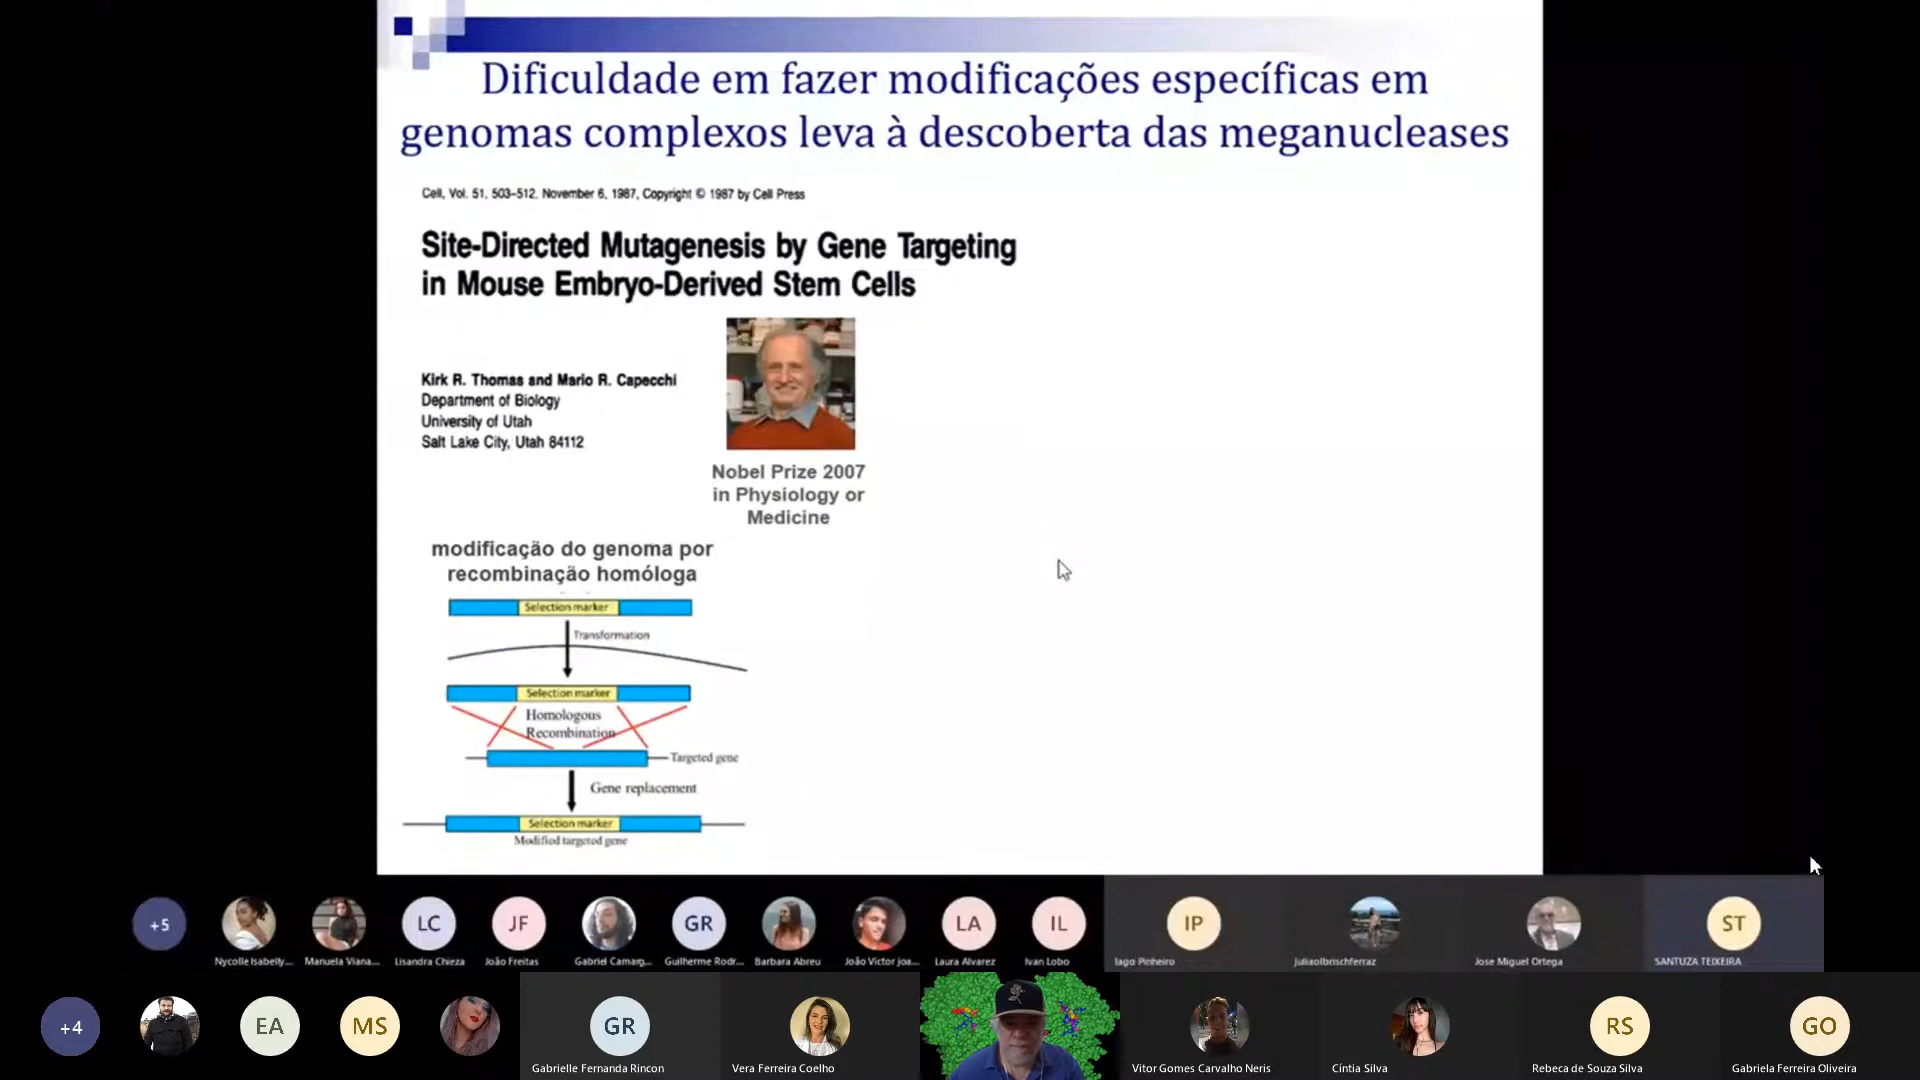 Dificuldade em fazer modificações específicas em
genomas complexos leva à descoberta das meganucleases
Cell, Vol. 51, 503–512, November 6, 1987, Copyright © 1987 by Cell Press
Site-Directed Mutagenesis by Gene Targeting
in Mouse Embryo-Derived Stem Cells
Kirk R. Thomas and Mario R. Capecchi
Department of Biology
University of Utah
Salt Lake City, Utah 84112
Nobel Prize 2007
in Physiology or
Medicine
modificação do genoma por
recombinação homóloga
Selection marker
Transformation
Selection marker
Homologous
Recombination
Targeted gene
Gene replacement
Selection marker
Modified targeted gene
+5
LC
JF
GR
LA
IL
IP
ST
Nycolle Isabelly...
Manuela Viana...
Lisandra Chieza
João Freitas
Gabriel Camarg...
Guilherme Rodr...
Barbara Abreu
João Victor joa...
Laura Alvarez
Ivan Lobo
Iago Pinheiro
Juliaolbrischferraz
Jose Miguel Ortega
SANTUZA TEIXEIRA
+4
EA
MS
GR
RS
GO
Gabrielle Fernanda Rincon
Vera Ferreira Coelho
Vitor Gomes Carvalho Neris
Cíntia Silva
Rebeca de Souza Silva
Gabriela Ferreira Oliveira